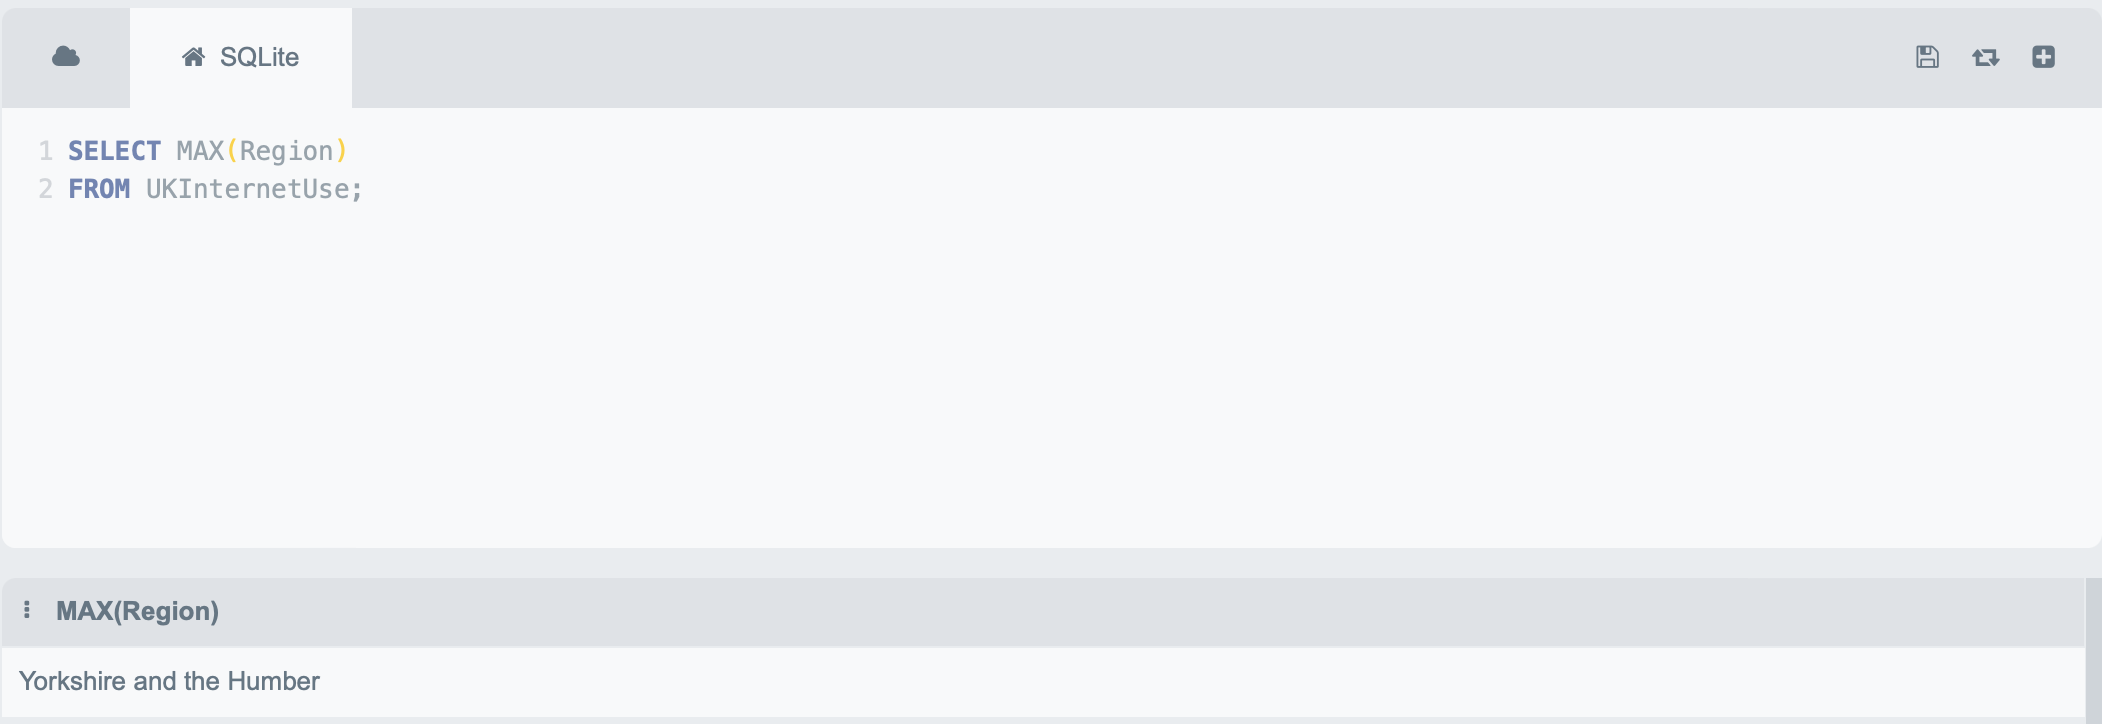 SQLite
1 SELECT MAX(Region)
2 FROM UKInternetUse;
MAX(Region)
Yorkshire and the Humber